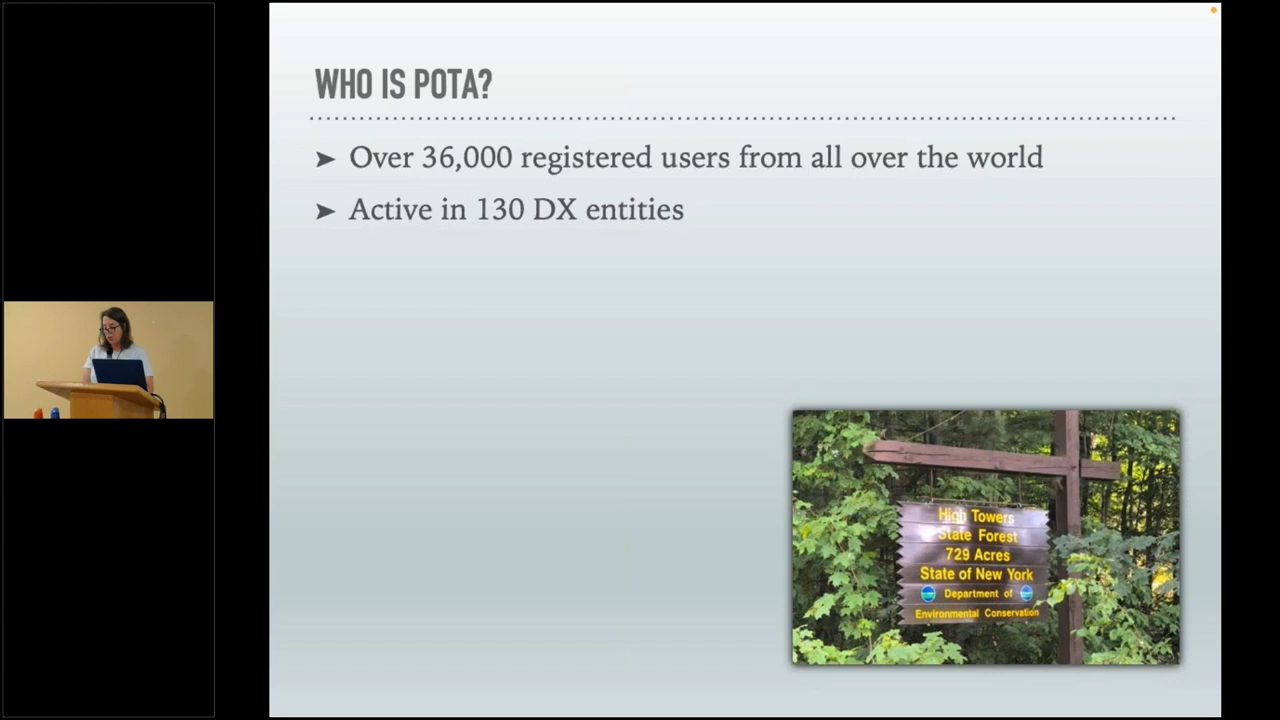 WHO IS POTA?
➤ Over 36,000 registered users from all over the world
➤ Active in 130 DX entities
High Towers
State Forest
729 Acres
State of New York
Department of
Environmental Conservation